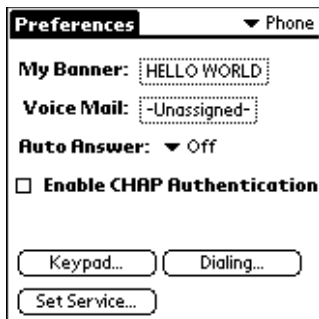 Preferences Phone
My Banner: HELLO WORLD
Voice Mail: -Unassigned-
Auto Answer: Off
Enable CHAP Authentication
Keypad... Dialing...
Set Service...